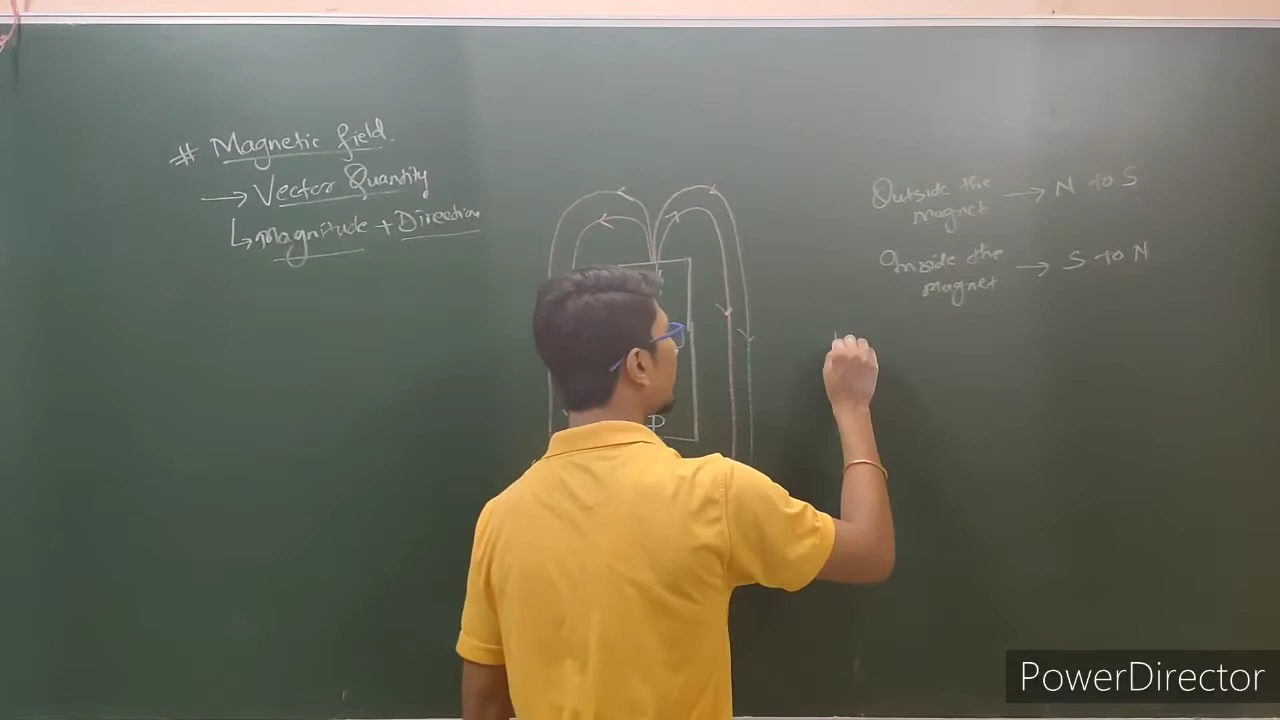 # Magnetic field.
→ Vector Quantity
↳ magnitude + Direction
Outside the magnet → N to S
Inside the magnet → S to N
PowerDirector